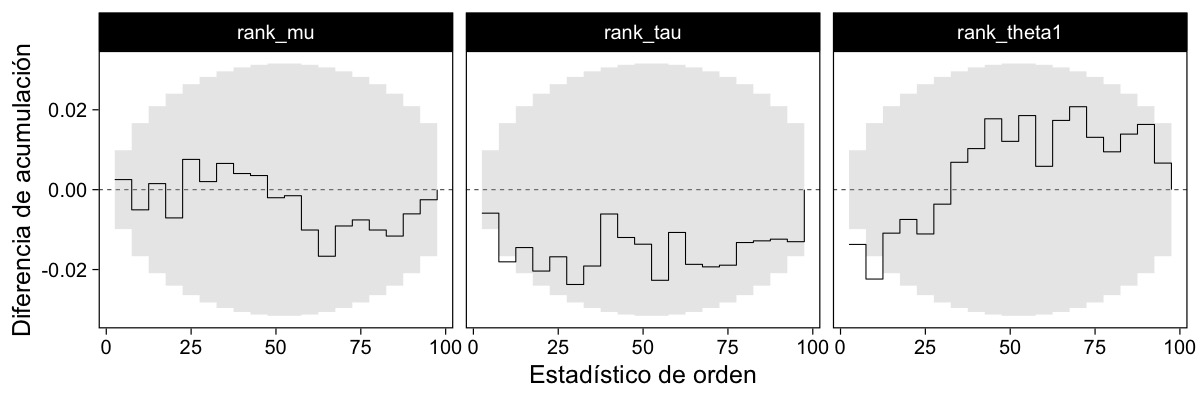 rank_mu
rank_tau
rank_theta1
Diferencia de acumulación
0.02
0.00
-0.02
0 25 50 75 100
0 25 50 75 100
0 25 50 75 100
Estadístico de orden